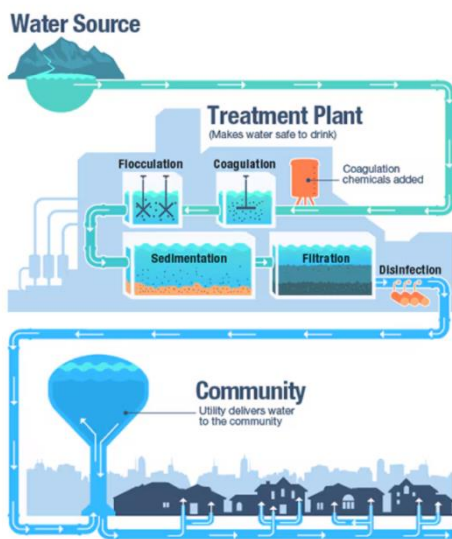 Water Source
Treatment Plant
(Makes water safe to drink)
Flocculation
Coagulation
Coagulation
chemicals added
Sedimentation
Filtration
Disinfection
Community
Utility delivers water
to the community